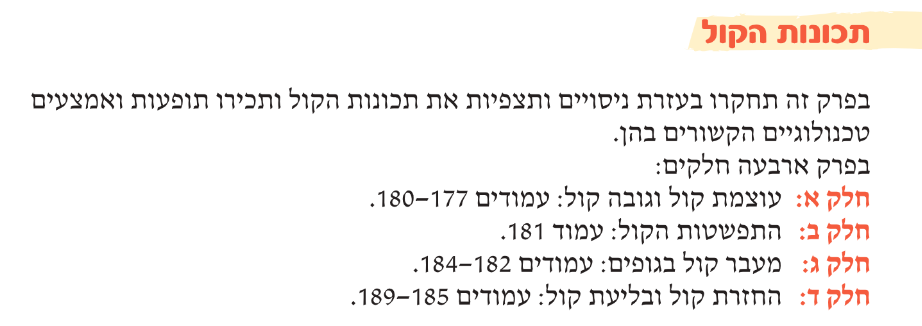 תכונות הקול
בפרק זה תחקרו בעזרת ניסויים ותצפיות את תכונות הקול ותכירו תופעות ואמצעים
טכנולוגיים הקשורים בהן.
בפרק ארבעה חלקים:
חלק א: עוצמת קול וגובה קול: עמודים 177–180.
חלק ב: התפשטות הקול: עמוד 181.
חלק ג: מעבר קול בגופים: עמודים 182–184.
חלק ד: החזרת קול ובליעת קול: עמודים 185–189.